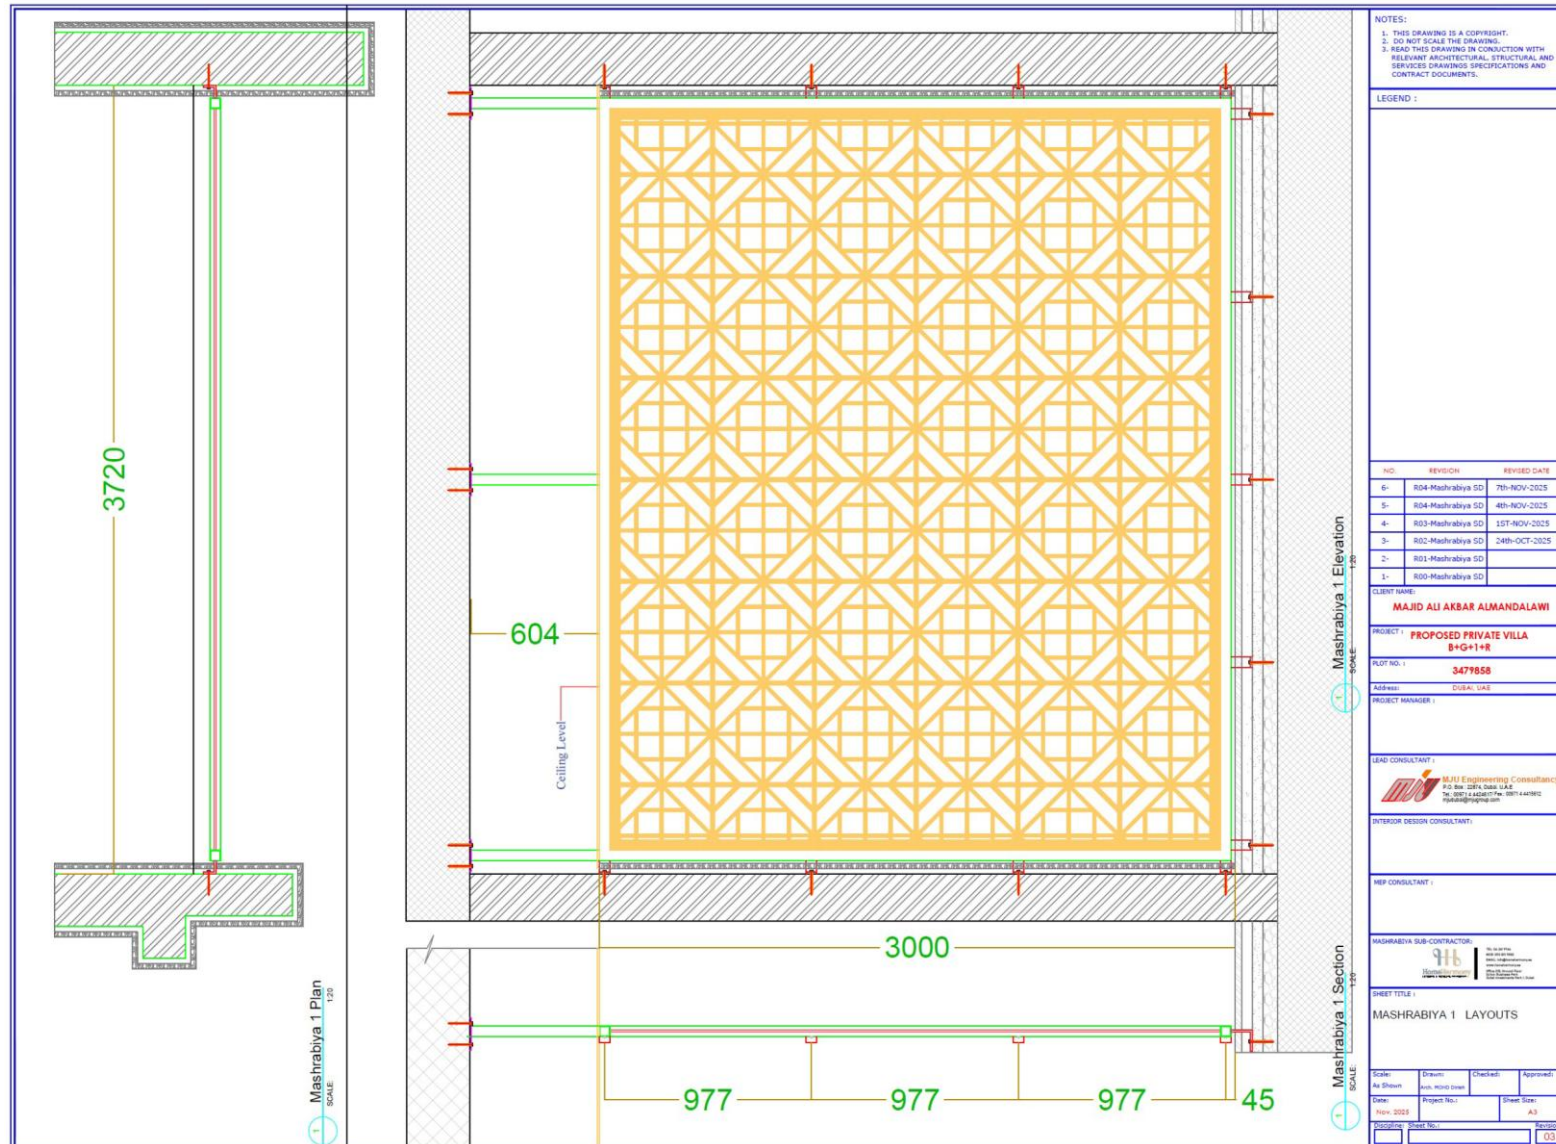 3720
Mashrabiya 1 Plan
SCALE: 1:20
1
604
Ceiling Level
3000
977
977
977
45
Mashrabiya 1 Elevation
SCALE: 1:20
1
Mashrabiya 1 Section
SCALE: 1:20
1
NOTES:
1. THIS DRAWING IS A COPYRIGHT.
2. DO NOT SCALE THE DRAWING.
3. READ THIS DRAWING IN CONJUCTION WITH
RELEVANT ARCHITECTURAL, STRUCTURAL AND
SERVICES DRAWINGS SPECIFICATIONS AND
CONTRACT DOCUMENTS.
LEGEND :
NO. REVISION REVISED DATE
6- R04-Mashrabiya SD 7th-NOV-2025
5- R04-Mashrabiya SD 4th-NOV-2025
4- R03-Mashrabiya SD 1ST-NOV-2025
3- R02-Mashrabiya SD 24th-OCT-2025
2- R01-Mashrabiya SD
1- R00-Mashrabiya SD
CLIENT NAME:
MAJID ALI AKBAR ALMANDALAWI
PROJECT : PROPOSED PRIVATE VILLA
B+G+1+R
PLOT NO. :
3479858
Address: DUBAI, UAE
PROJECT MANAGER :
LEAD CONSULTANT :
MJU Engineering Consultancy
INTERIOR DESIGN CONSULTANT:
MEP CONSULTANT :
MASHRABIYA SUB-CONTRACTOR:
HomeHarmony
SHEET TITLE :
MASHRABIYA 1 LAYOUTS
Scale: Drawn: Checked: Approved:
As Shown Arch. MOHD
Date: Project No.: Sheet Size:
Nov. 2025 A3
Discipline: Sheet No.: Revision
03